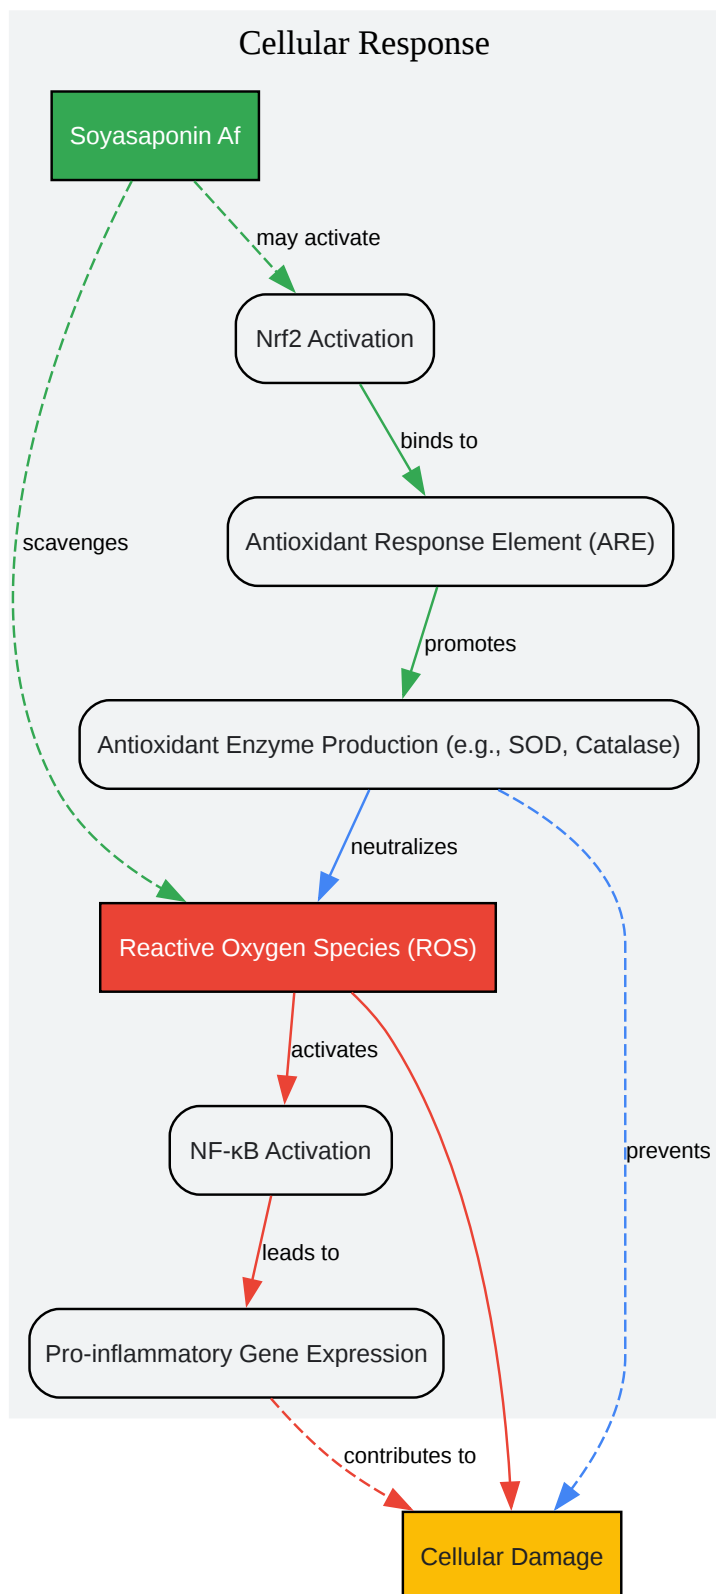 Cellular Response
Soyasaponin Af
may activate
Nrf2 Activation
binds to
Antioxidant Response Element (ARE)
scavenges
promotes
Antioxidant Enzyme Production (e.g., SOD, Catalase)
neutralizes
Reactive Oxygen Species (ROS)
activates
NF-κB Activation
prevents
leads to
Pro-inflammatory Gene Expression
contributes to
Cellular Damage